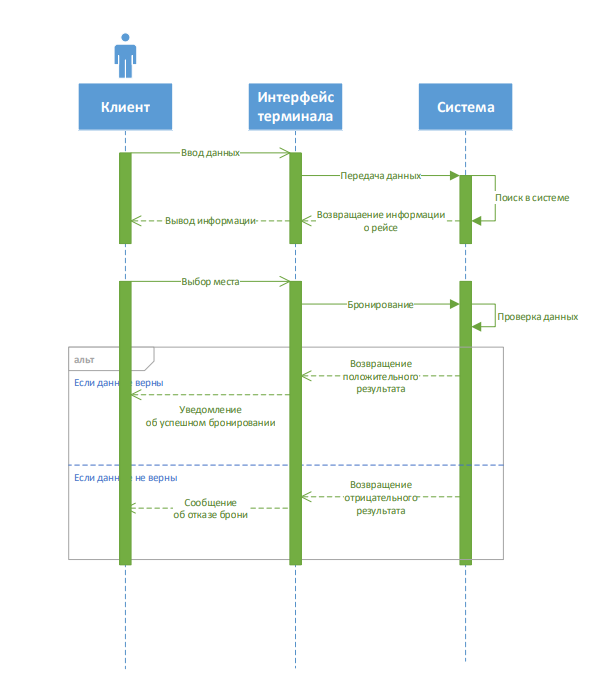 Клиент
Интерфейс
терминала
Система
Ввод данных
Передача данных
Поиск в системе
Возвращение информации
о рейсе
Вывод информации
Выбор места
Бронирование
Проверка данных
альт
Возвращение
положительного
результата
Если данные верны
Уведомление
об успешном бронировании
Если данные не верны
Возвращение
отрицательного
результата
Сообщение
об отказе брони